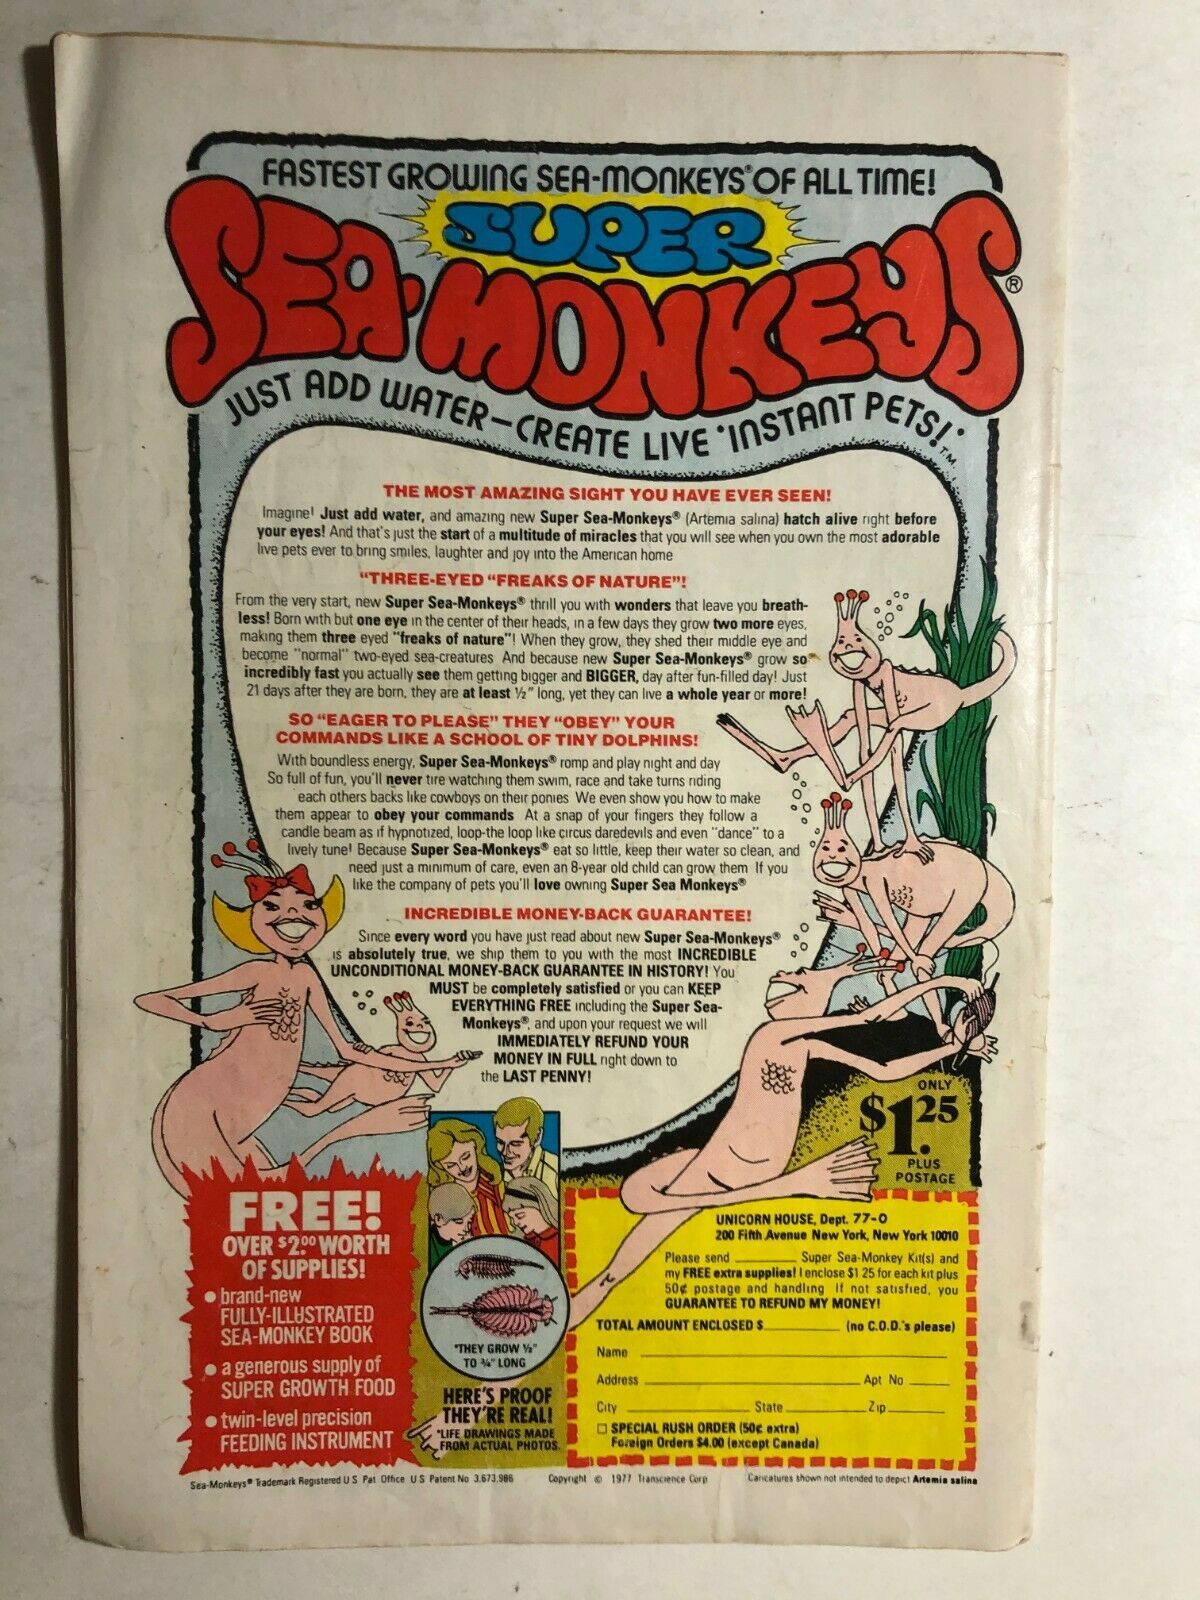 FASTEST GROWING SEA-MONKEYS® OF ALL TIME!
SUPER
SEA-MONKEYS®
JUST ADD WATER—CREATE LIVE 'INSTANT PETS!'™
THE MOST AMAZING SIGHT YOU HAVE EVER SEEN!
Imagine! Just add water, and amazing new Super Sea-Monkeys® (Artemia salina) hatch alive right before
your eyes! And that's just the start of a multitude of miracles that you will see when you own the most adorable
live pets ever to bring smiles, laughter and joy into the American home
"THREE-EYED "FREAKS OF NATURE"!
From the very start, new Super Sea-Monkeys® thrill you with wonders that leave you breath-
less! Born with but one eye in the center of their heads, in a few days they grow two more eyes,
making them three eyed "freaks of nature"! When they grow, they shed their middle eye and
become "normal" two-eyed sea-creatures And because new Super Sea-Monkeys® grow so
incredibly fast you actually see them getting bigger and BIGGER, day after fun-filled day! Just
21 days after they are born, they are at least ½" long, yet they can live a whole year or more!
SO "EAGER TO PLEASE" THEY "OBEY" YOUR
COMMANDS LIKE A SCHOOL OF TINY DOLPHINS!
With boundless energy, Super Sea-Monkeys® romp and play night and day
So full of fun, you'll never tire watching them swim, race and take turns riding
each others backs like cowboys on their ponies We even show you how to make
them appear to obey your commands At a snap of your fingers they follow a
candle beam as if hypnotized, loop-the loop like circus daredevils and even "dance" to a
lively tune! Because Super Sea-Monkeys® eat so little, keep their water so clean, and
need just a minimum of care, even an 8-year old child can grow them If you
like the company of pets you'll love owning Super Sea Monkeys®
INCREDIBLE MONEY-BACK GUARANTEE!
Since every word you have just read about new Super Sea-Monkeys®
is absolutely true, we ship them to you with the most INCREDIBLE
UNCONDITIONAL MONEY-BACK GUARANTEE IN HISTORY! You
MUST be completely satisfied or you can KEEP
EVERYTHING FREE including the Super Sea-
Monkeys®, and upon your request we will
IMMEDIATELY REFUND YOUR
MONEY IN FULL right down to
the LAST PENNY!
ONLY
$1.25
PLUS
POSTAGE
FREE!
OVER $2.00 WORTH
OF SUPPLIES!
• brand-new
FULLY-ILLUSTRATED
SEA-MONKEY BOOK
• a generous supply of
SUPER GROWTH FOOD
• twin-level precision
FEEDING INSTRUMENT
*THEY GROW ½"
TO ¾" LONG
HERE'S PROOF
THEY'RE REAL!
*LIFE DRAWINGS MADE
FROM ACTUAL PHOTOS.
UNICORN HOUSE, Dept. 77-O
200 Fifth Avenue New York, New York 10010
Please send ________ Super Sea-Monkey Kit(s) and
my FREE extra supplies! I enclose $1 25 for each kit plus
50¢ postage and handling If not satisfied, you
GUARANTEE TO REFUND MY MONEY!
TOTAL AMOUNT ENCLOSED $________ (no C.O.D.'s please)
Name ________
Address ________ Apt No ________
City ________ State ________ Zip ________
☐ SPECIAL RUSH ORDER (50¢ extra)
Foreign Orders $4.00 (except Canada)
Sea-Monkeys® Trademark Registered U S Pat Office U S Patent No 3,673,986 Copyright © 1977 Transcience Corp Caricatures shown not intended to depict Artemia salina